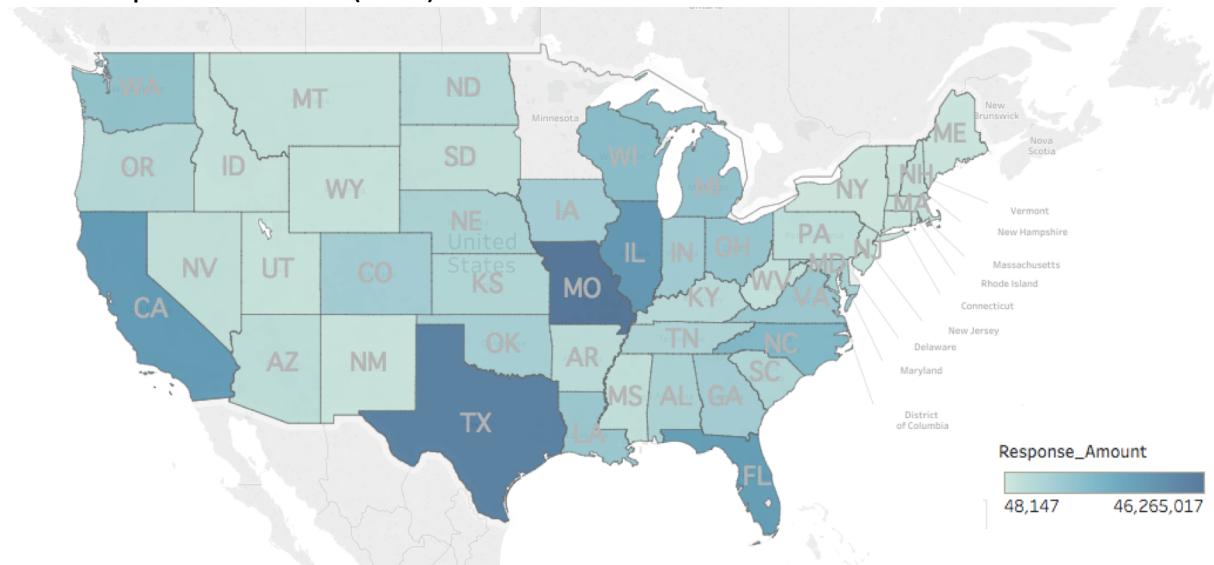 WA
MT
ND
Minnesota
OR
ID
SD
WY
WI
MI
ME
New
Brunswick
Nova
Scotia
NH
NY
MA
IA
NE
United
States
NV
UT
CO
KS
CA
MO
IL
IN
OH
PA
NJ
MD
WV
VA
KY
AZ
NM
OK
AR
TN
NC
SC
MS
AL
GA
TX
LA
FL
Vermont
New Hampshire
Massachusetts
Rhode Island
Connecticut
New Jersey
Delaware
Maryland
District
of Columbia
Response_Amount
48,147
46,265,017